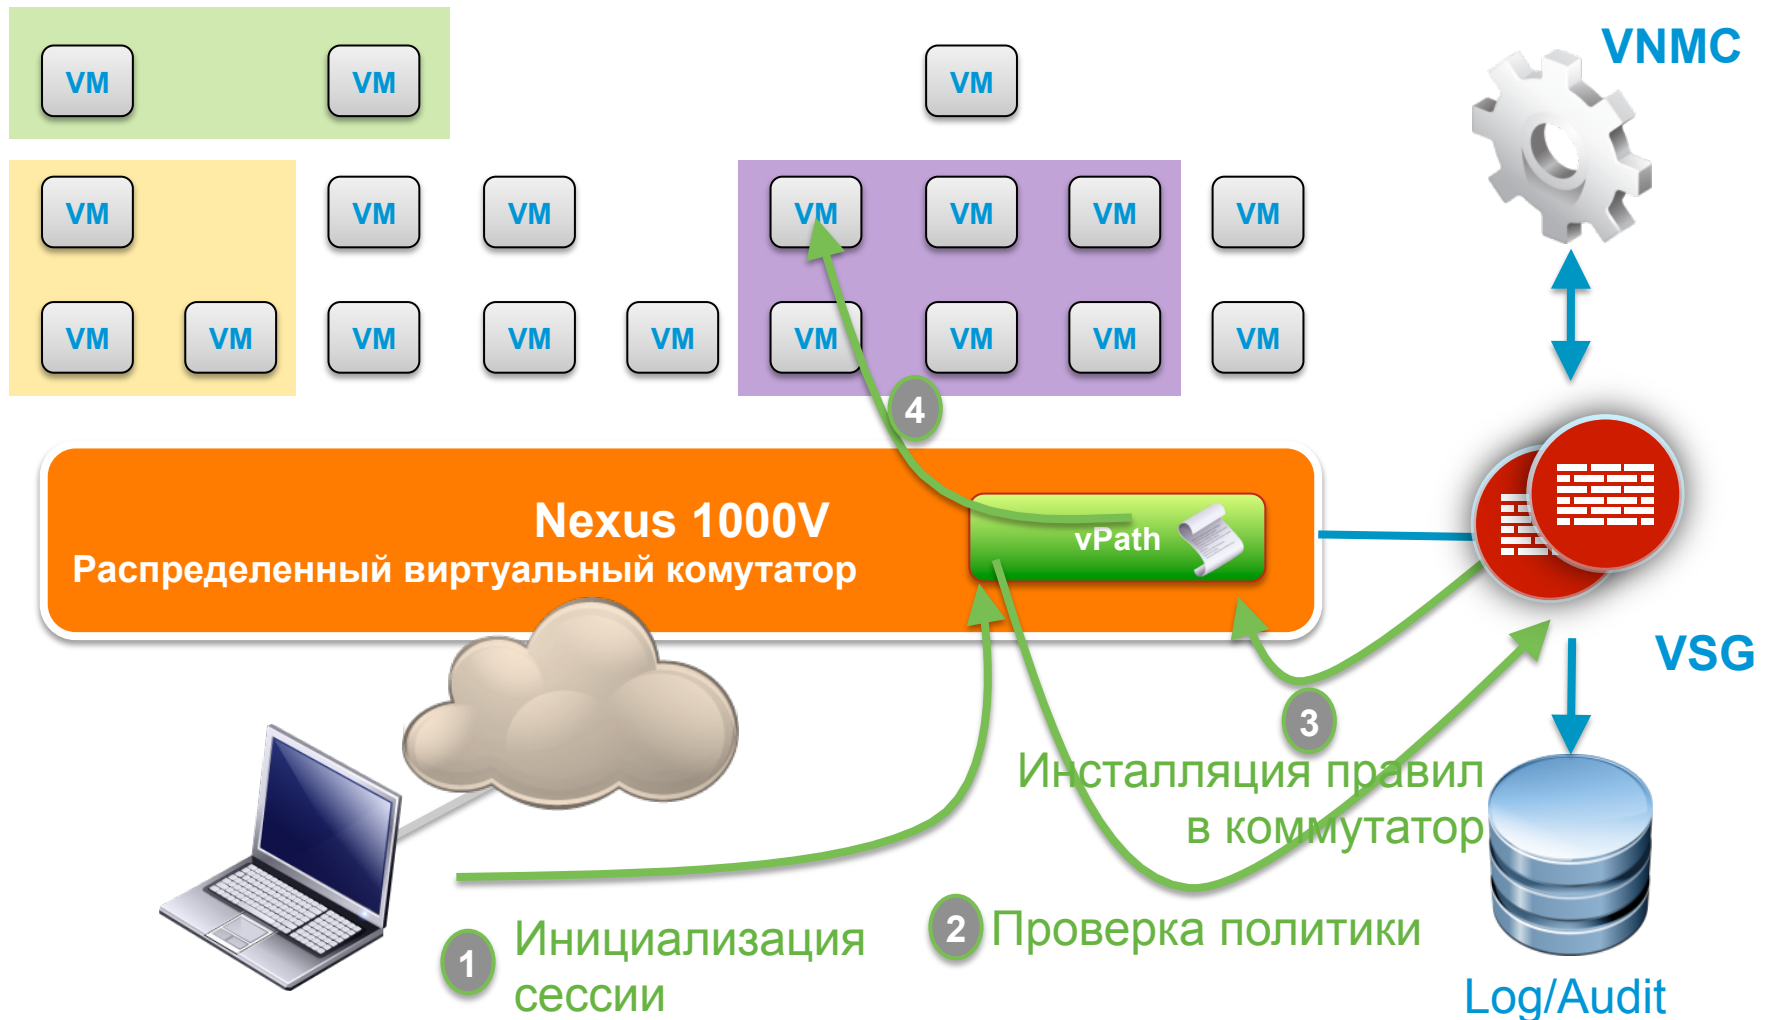 VM VM VM
VNMC
VM VM VM VM VM VM VM
VM VM VM VM VM VM VM VM VM
4
Nexus 1000V
Распределенный виртуальный комутатор
vPath
VSG
3
Инсталляция правил
в коммутатор
1
Инициализация
сессии
2
Проверка политики
Log/Audit